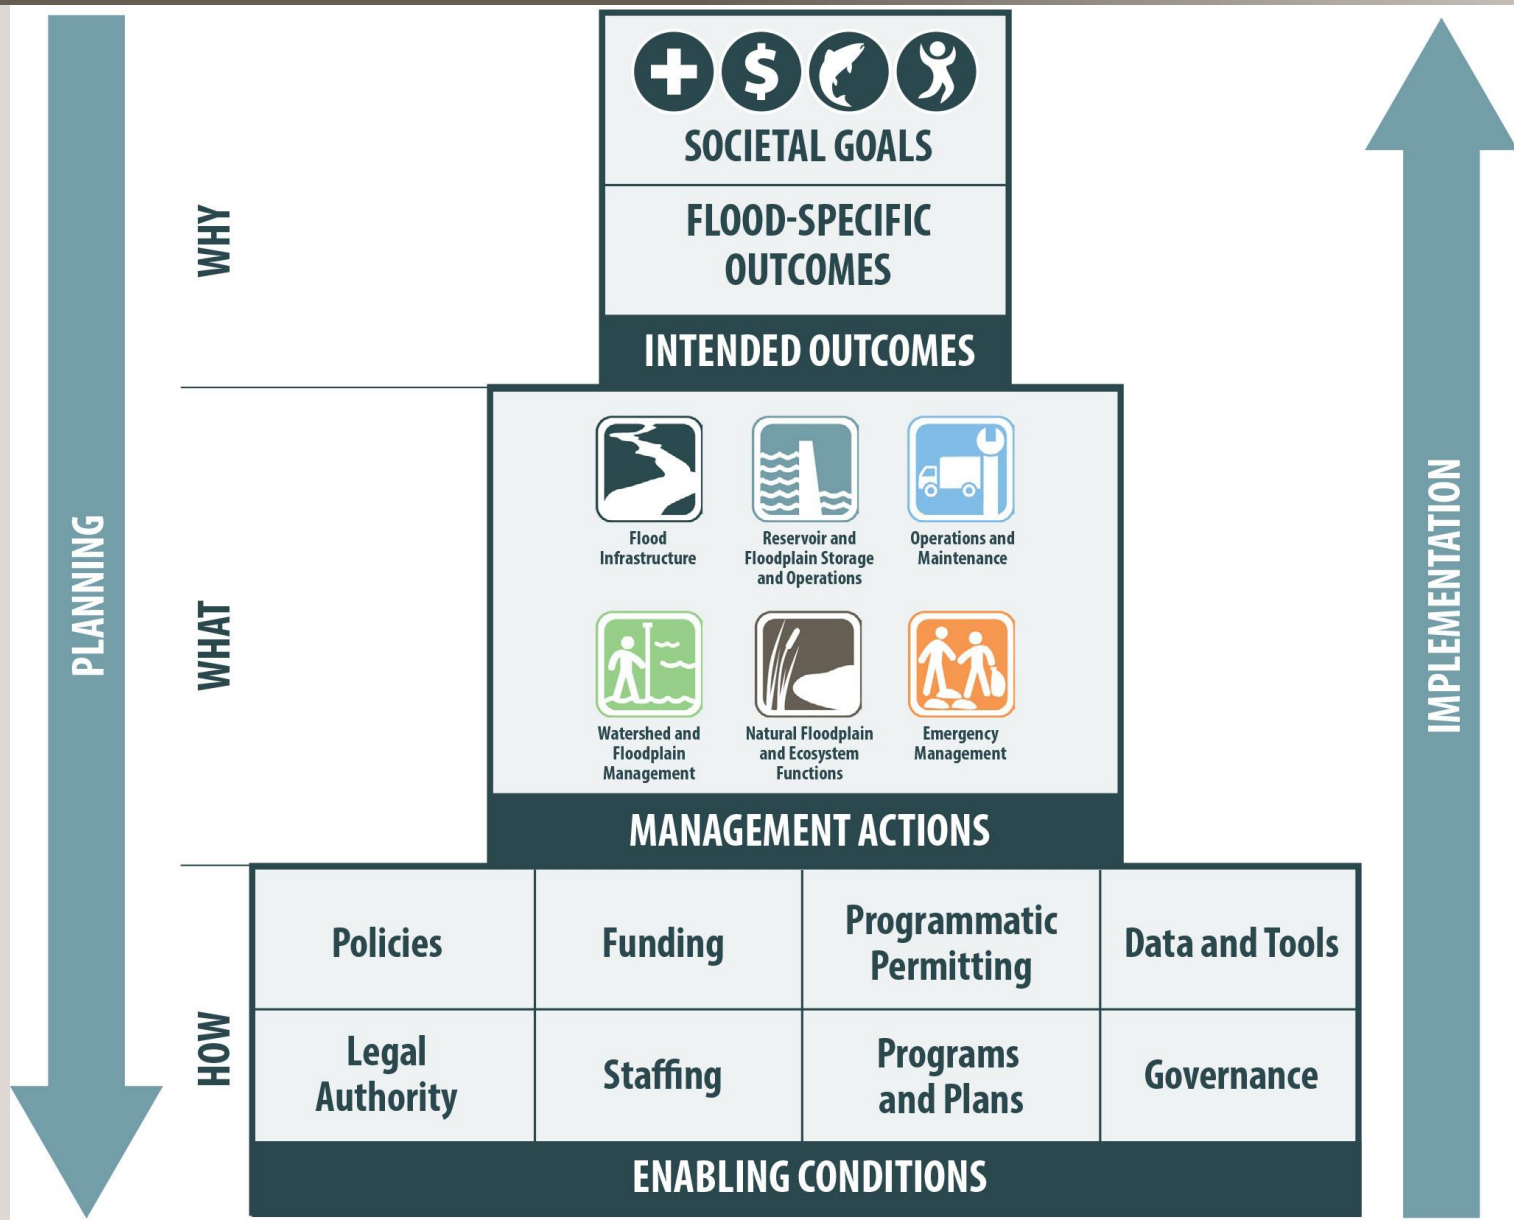 SOCIETAL GOALS
FLOOD-SPECIFIC
OUTCOMES
INTENDED OUTCOMES
WHY
PLANNING
IMPLEMENTATION
WHAT
Flood
Infrastructure
Reservoir and
Floodplain Storage
and Operations
Operations and
Maintenance
Watershed and
Floodplain
Management
Natural Floodplain
and Ecosystem
Functions
Emergency
Management
MANAGEMENT ACTIONS
HOW
Policies
Funding
Programmatic
Permitting
Data and Tools
Legal
Authority
Staffing
Programs
and Plans
Governance
ENABLING CONDITIONS